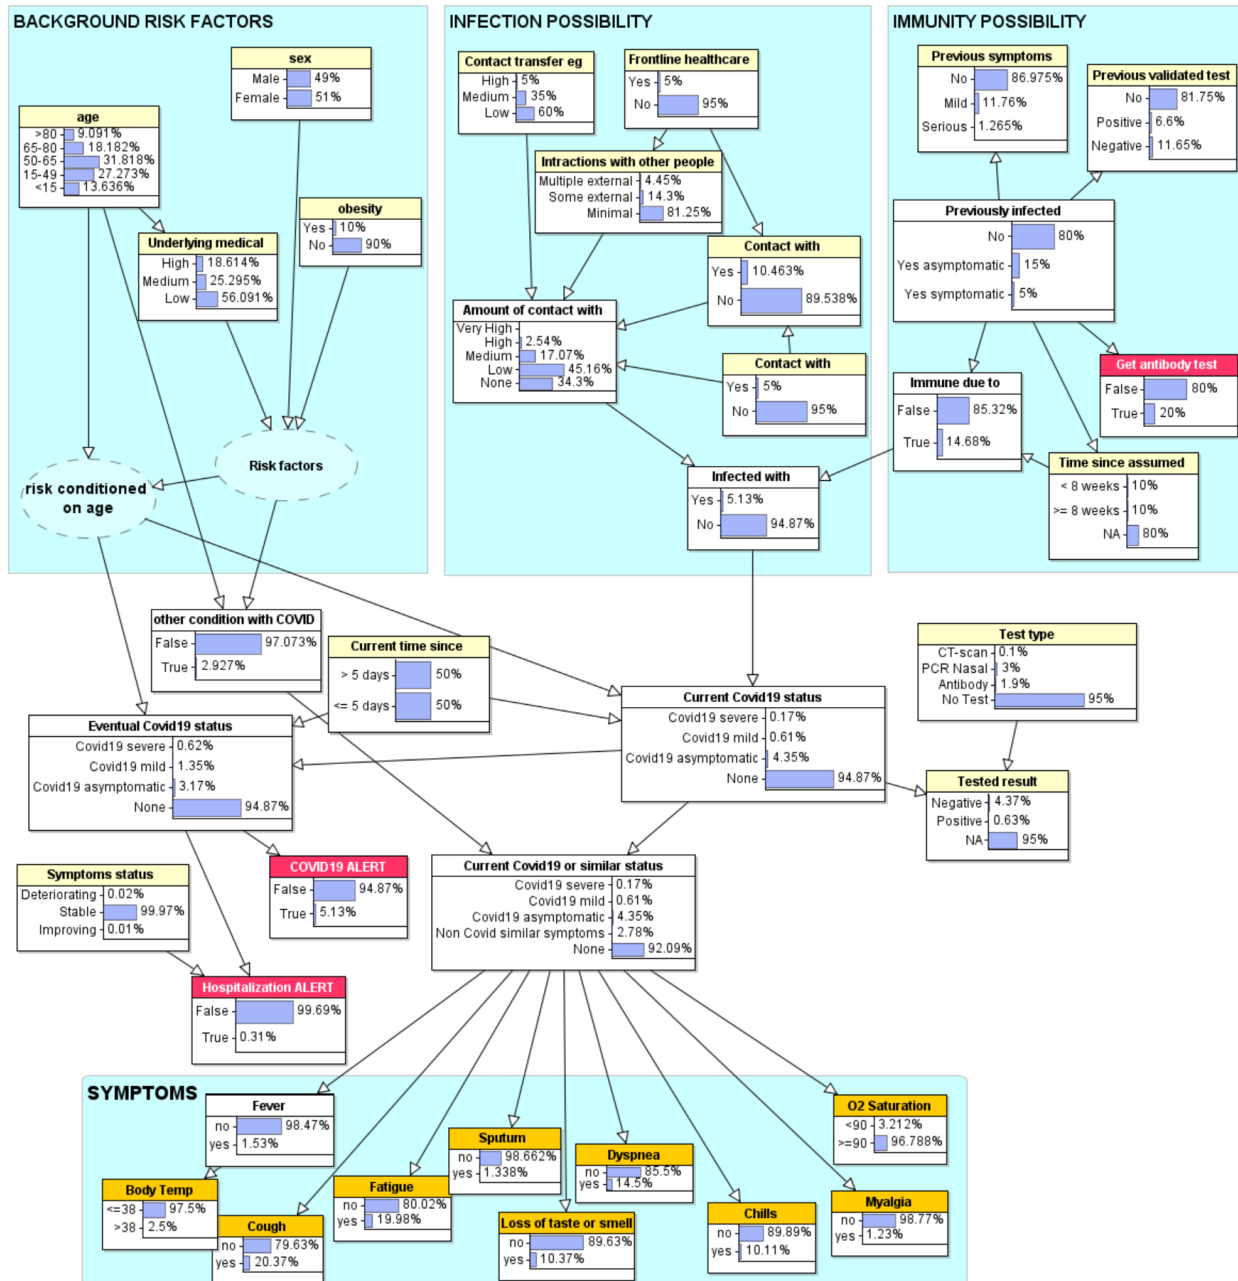 BACKGROUND RISK FACTORS
sex
Male 49%
Female 51%
age
>80 9.091%
65-80 18.182%
50-65 31.818%
15-49 27.273%
<15 13.636%
obesity
Yes 10%
No 90%
Underlying medical
High 18.614%
Medium 25.295%
Low 56.091%
Risk factors
risk conditioned
on age
INFECTION POSSIBILITY
Contact transfer eg
High 5%
Medium 35%
Low 60%
Frontline healthcare
Yes 5%
No 95%
Intractions with other people
Multiple external 4.45%
Some external 14.3%
Minimal 81.25%
Contact with
Yes 10.463%
No 89.538%
Amount of contact with
Very High
High 2.54%
Medium 17.07%
Low 45.16%
None 34.3%
Contact with
Yes 5%
No 95%
Infected with
Yes 5.13%
No 94.87%
IMMUNITY POSSIBILITY
Previous symptoms
No 86.975%
Mild 11.76%
Serious 1.265%
Previous validated test
No 81.75%
Positive 6.6%
Negative 11.65%
Previously infected
No 80%
Yes asymptomatic 15%
Yes symptomatic 5%
Get antibody test
False 80%
True 20%
Immune due to
False 85.32%
True 14.68%
Time since assumed
< 8 weeks 10%
>= 8 weeks 10%
NA 80%
other condition with COVID
False 97.073%
True 2.927%
Current time since
> 5 days 50%
<= 5 days 50%
Test type
CT-scan 0.1%
PCR Nasal 3%
Antibody 1.9%
No Test 95%
Eventual Covid19 status
Covid19 severe 0.62%
Covid19 mild 1.35%
Covid19 asymptomatic 3.17%
None 94.87%
Current Covid19 status
Covid19 severe 0.17%
Covid19 mild 0.61%
Covid19 asymptomatic 4.35%
None 94.87%
Tested result
Negative 4.37%
Positive 0.63%
NA 95%
Symptoms status
Deteriorating 0.02%
Stable 99.97%
Improving 0.01%
COVID19 ALERT
False 94.87%
True 5.13%
Current Covid19 or similar status
Covid19 severe 0.17%
Covid19 mild 0.61%
Covid19 asymptomatic 4.35%
Non Covid similar symptoms 2.78%
None 92.09%
Hospitalization ALERT
False 99.69%
True 0.31%
SYMPTOMS
Fever
no 98.47%
yes 1.53%
Body Temp
<=38 97.5%
>38 2.5%
Cough
no 79.63%
yes 20.37%
Fatigue
no 80.02%
yes 19.98%
Sputum
no 98.662%
yes 1.338%
Loss of taste or smell
no 89.63%
yes 10.37%
Dyspnea
no 85.5%
yes 14.5%
Chills
no 89.89%
yes 10.11%
O2 Saturation
<90 3.212%
>=90 96.788%
Myalgia
no 98.77%
yes 1.23%